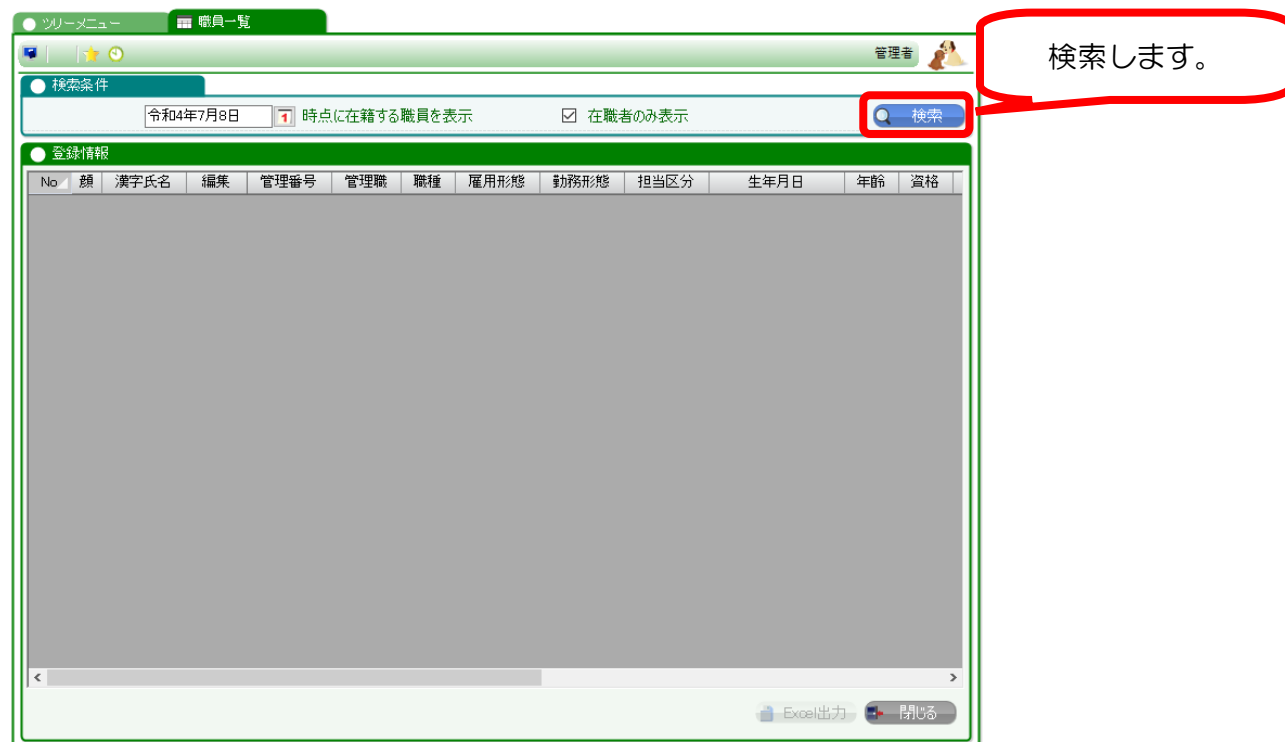 ツリーメニュー 職員一覧
管理者
検索します。
検索条件
令和4年7月8日 1 時点に在籍する職員を表示 在職者のみ表示 検索
登録情報
No 顔 漢字氏名 編集 管理番号 管理職 職種 雇用形態 勤務形態 担当区分 生年月日 年齢 資格
Excel出力 閉じる